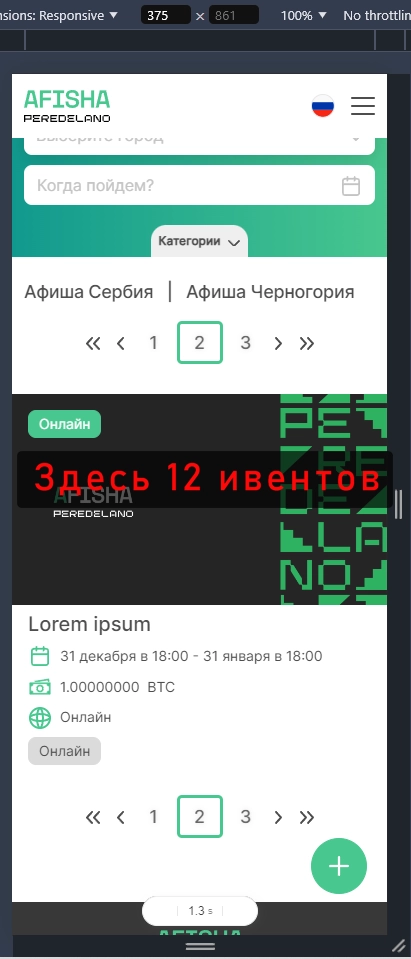 nsions: Responsive 375 × 861 100% No throttlin
AFISHA
PEREDELANO
Выберите город
Когда пойдем?
Категории
Афиша Сербия | Афиша Черногория
1 2 3
Онлайн
PE
RE
DE
LA
NO
Здесь 12 ивентов
AFISHA
PEREDELANO
Lorem ipsum
31 декабря в 18:00 - 31 января в 18:00
1.00000000 BTC
Онлайн
Онлайн
1 2 3
1.3 s
AFISHA